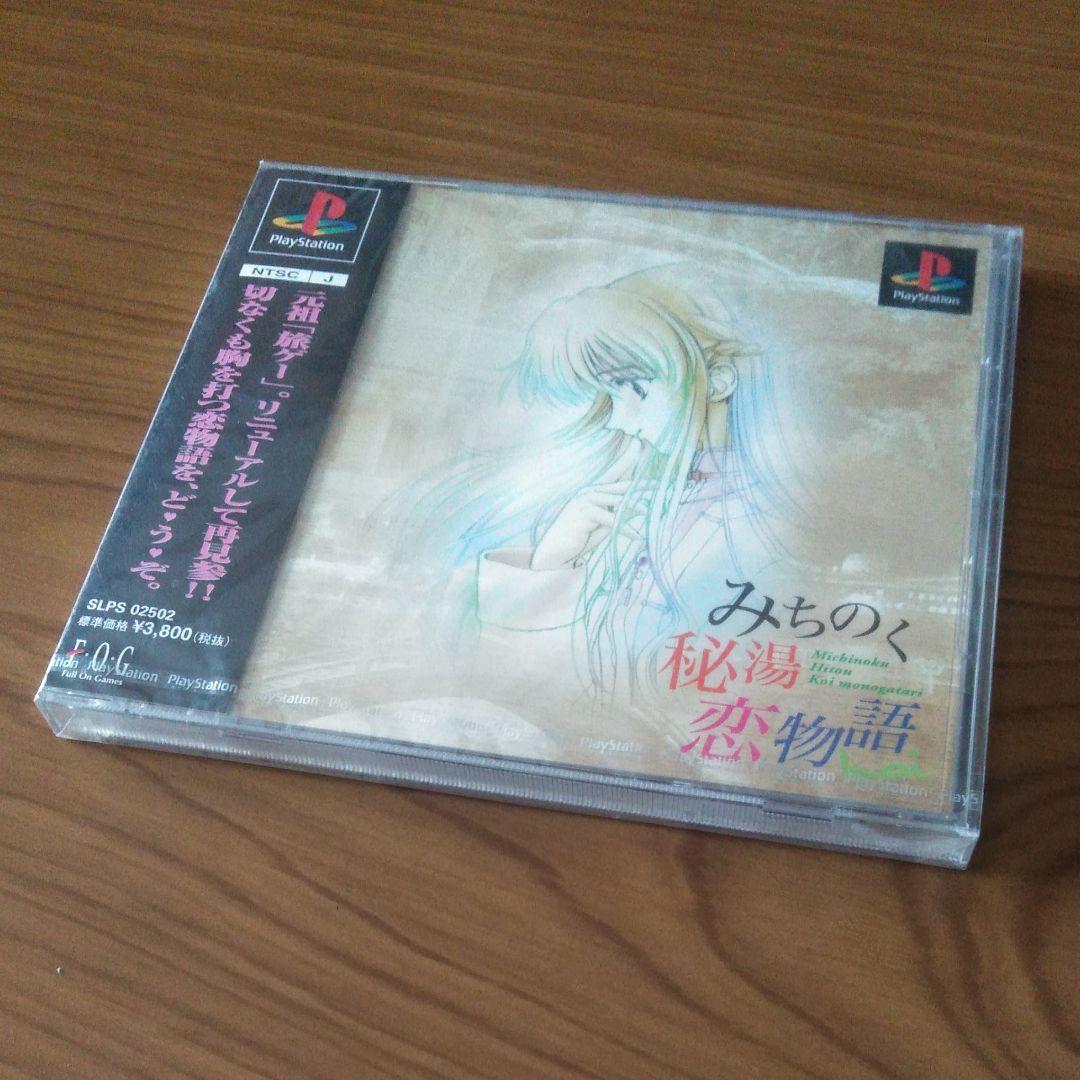 PlayStation
NTSC J
元祖「旅ゲー」。リニューアルして再見参!!
切なくも胸を打つ恋物語を、ど♥う♥ぞ。
SLPS 02502
標準価格 ¥3,800(税抜)
F.O.G
Full On Games
PlayStation
みちのく
秘湯
恋物語
Michinoku
Hitou
Koi monogatari
kai
PlayStation PlayStation PlayStation PlayStation